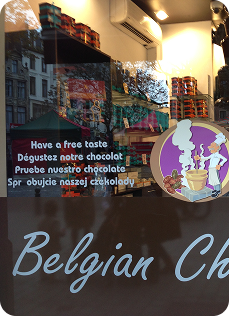 Have a free taste
Dégustez notre chocolat
Pruebe nuestro chocolate
Spr obujcie naszej czekolady
Belgian Ch